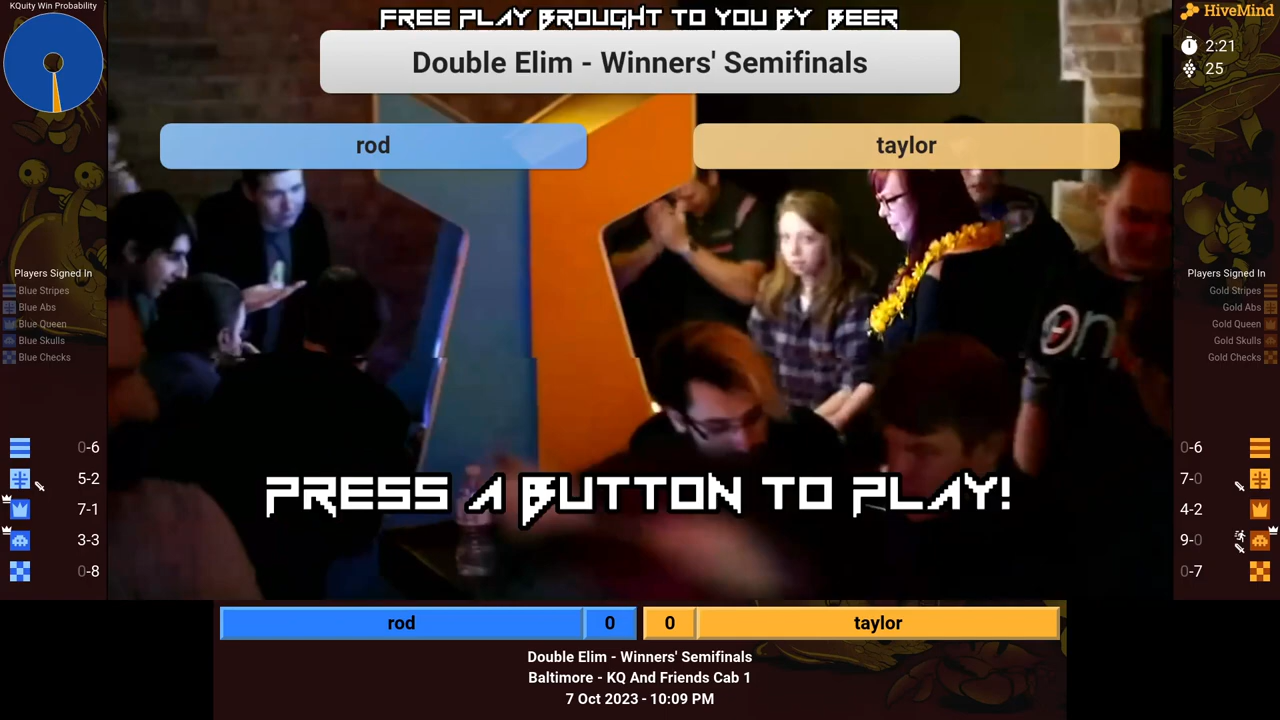 KQuity Win Probability
FREE PLAY BROUGHT TO YOU BY BEER
HiveMind
Double Elim - Winners' Semifinals
2:21
25
rod
taylor
Players Signed In
Blue Stripes
Blue Abs
Blue Queen
Blue Skulls
Blue Checks
Players Signed In
Gold Stripes
Gold Abs
Gold Queen
Gold Skulls
Gold Checks
on
0-6
5-2
7-1
3-3
0-8
PRESS A BUTTON TO PLAY!
0-6
7-0
4-2
9-0
0-7
rod 0 0 taylor
Double Elim - Winners' Semifinals
Baltimore - KQ And Friends Cab 1
7 Oct 2023 - 10:09 PM